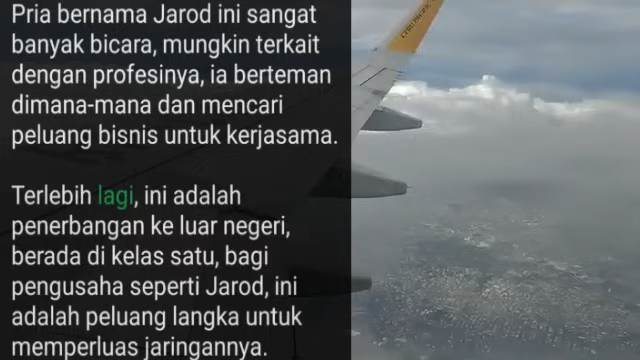 Pria bernama Jarod ini sangat
banyak bicara, mungkin terkait
dengan profesinya, ia berteman
dimana-mana dan mencari
peluang bisnis untuk kerjasama.
Terlebih lagi, ini adalah
penerbangan ke luar negeri,
berada di kelas satu, bagi
pengusaha seperti Jarod, ini
adalah peluang langka untuk
memperluas jaringannya.